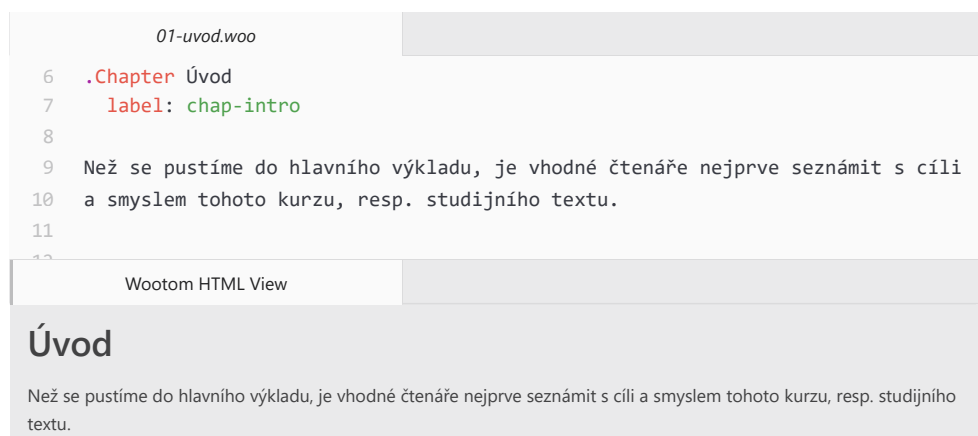 01-uvod.woo
6 .Chapter Úvod
7 label: chap-intro
8
9 Než se pustíme do hlavního výkladu, je vhodné čtenáře nejprve seznámit s cíli
10 a smyslem tohoto kurzu, resp. studijního textu.
11
Wootom HTML View
Úvod
Než se pustíme do hlavního výkladu, je vhodné čtenáře nejprve seznámit s cíli a smyslem tohoto kurzu, resp. studijního
textu.